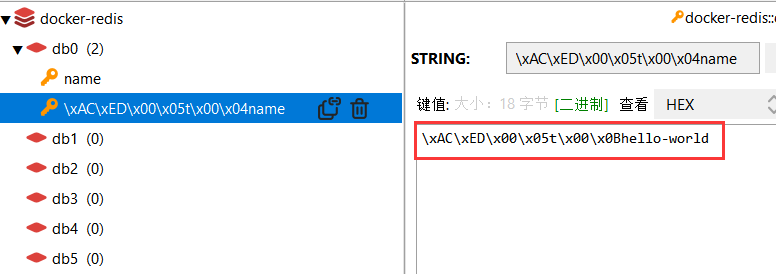 docker-redis
db0 (2)
name
\xAC\xED\x00\x05t\x00\x04name
db1 (0)
db2 (0)
db3 (0)
db4 (0)
db5 (0)
docker-redis::
STRING:
\xAC\xED\x00\x05t\x00\x04name
键值: 大小: 18 字节 [二进制] 查看 HEX
\xAC\xED\x00\x05t\x00\x0Bhello-world